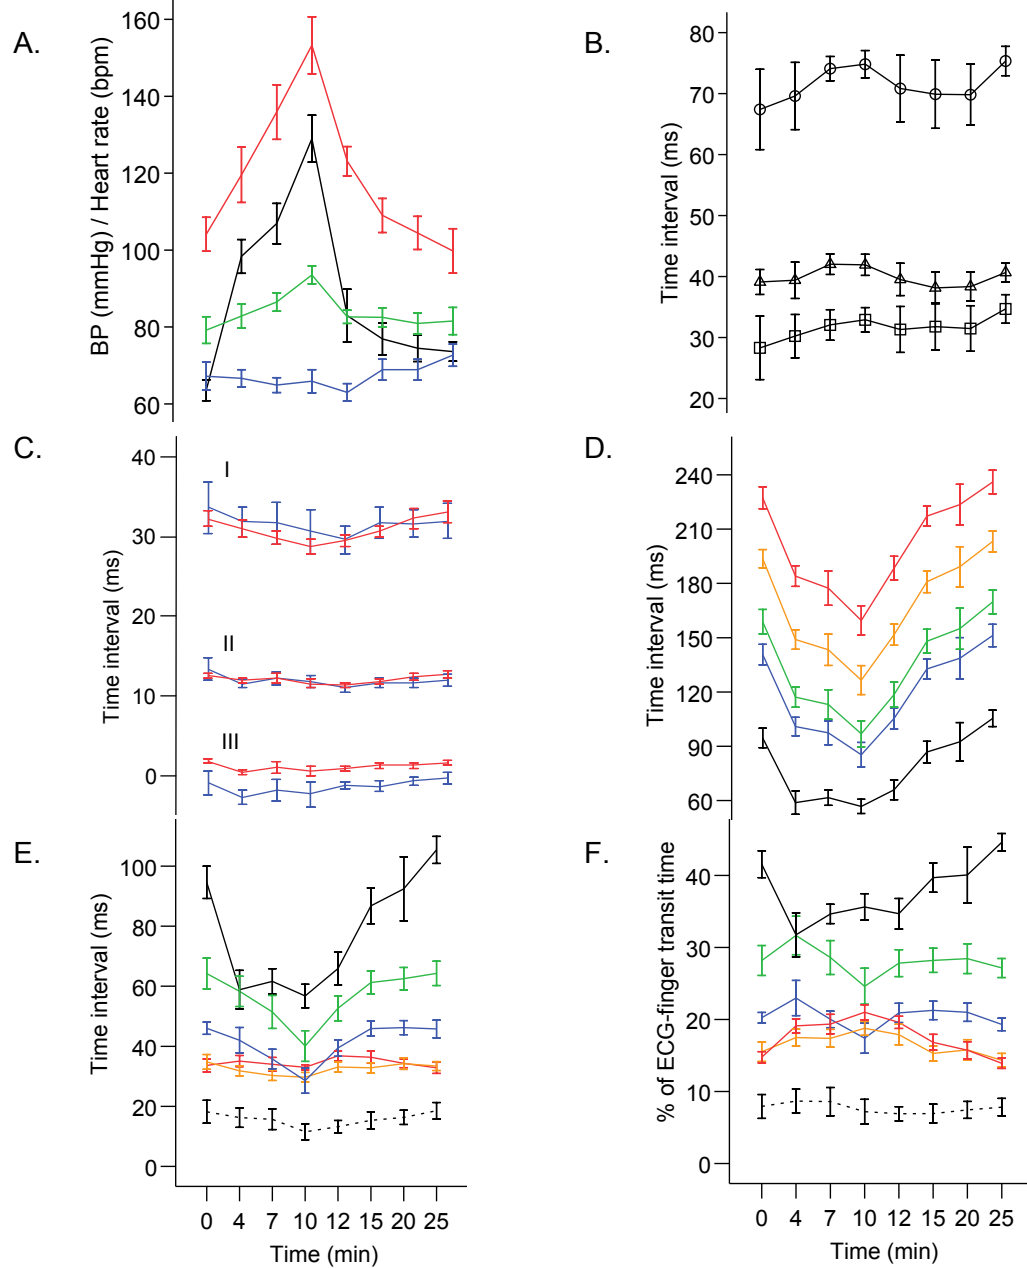 A.
BP (mmHg) / Heart rate (bpm)
160
140
120
100
80
60
B.
Time interval (ms)
80
70
60
50
40
30
20
C.
Time interval (ms)
40
30
20
10
0
I
II
III
D.
Time interval (ms)
240
210
180
150
120
90
60
E.
Time interval (ms)
100
80
60
40
20
0
0 4 7 10 12 15 20 25
Time (min)
F.
% of ECG-finger transit time
40
30
20
10
0
0 4 7 10 12 15 20 25
Time (min)